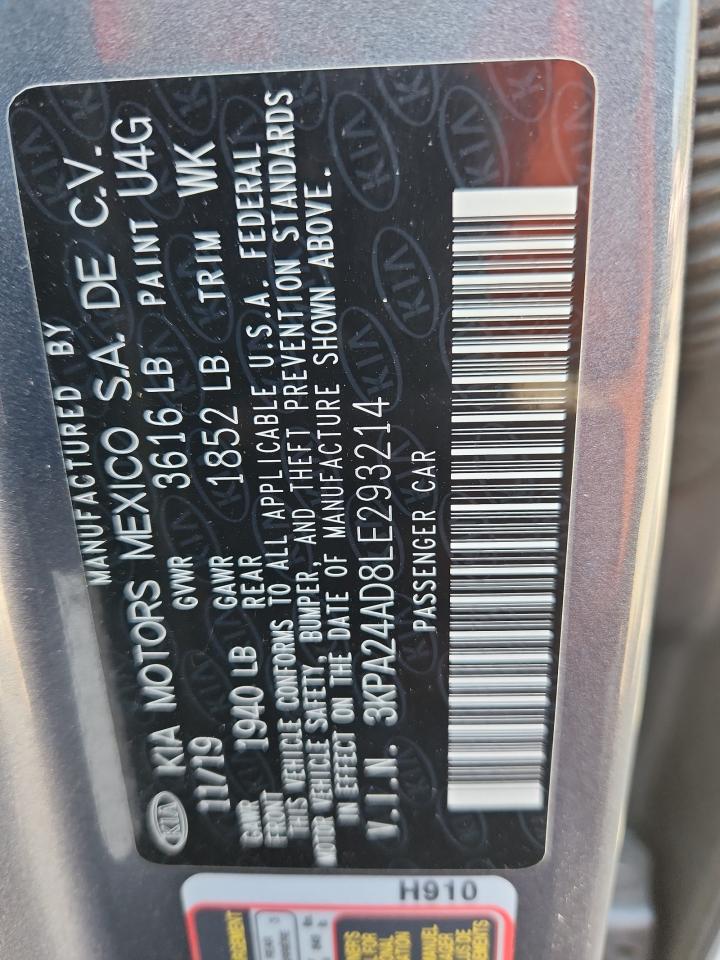 MANUFACTURED BY
KIA KIA MOTORS MEXICO S.A. DE C.V.
11/19 GVWR 3616 LB PAINT U4G
GAWR FRONT 1940 LB GAWR REAR 1852 LB TRIM WK
THIS VEHICLE CONFORMS TO ALL APPLICABLE U.S.A. FEDERAL
MOTOR VEHICLE SAFETY, BUMPER, AND THEFT PREVENTION STANDARDS
IN EFFECT ON THE DATE OF MANUFACTURE SHOWN ABOVE.
V.I.N. 3KPA24AD8LE293214
PASSENGER CAR
H910